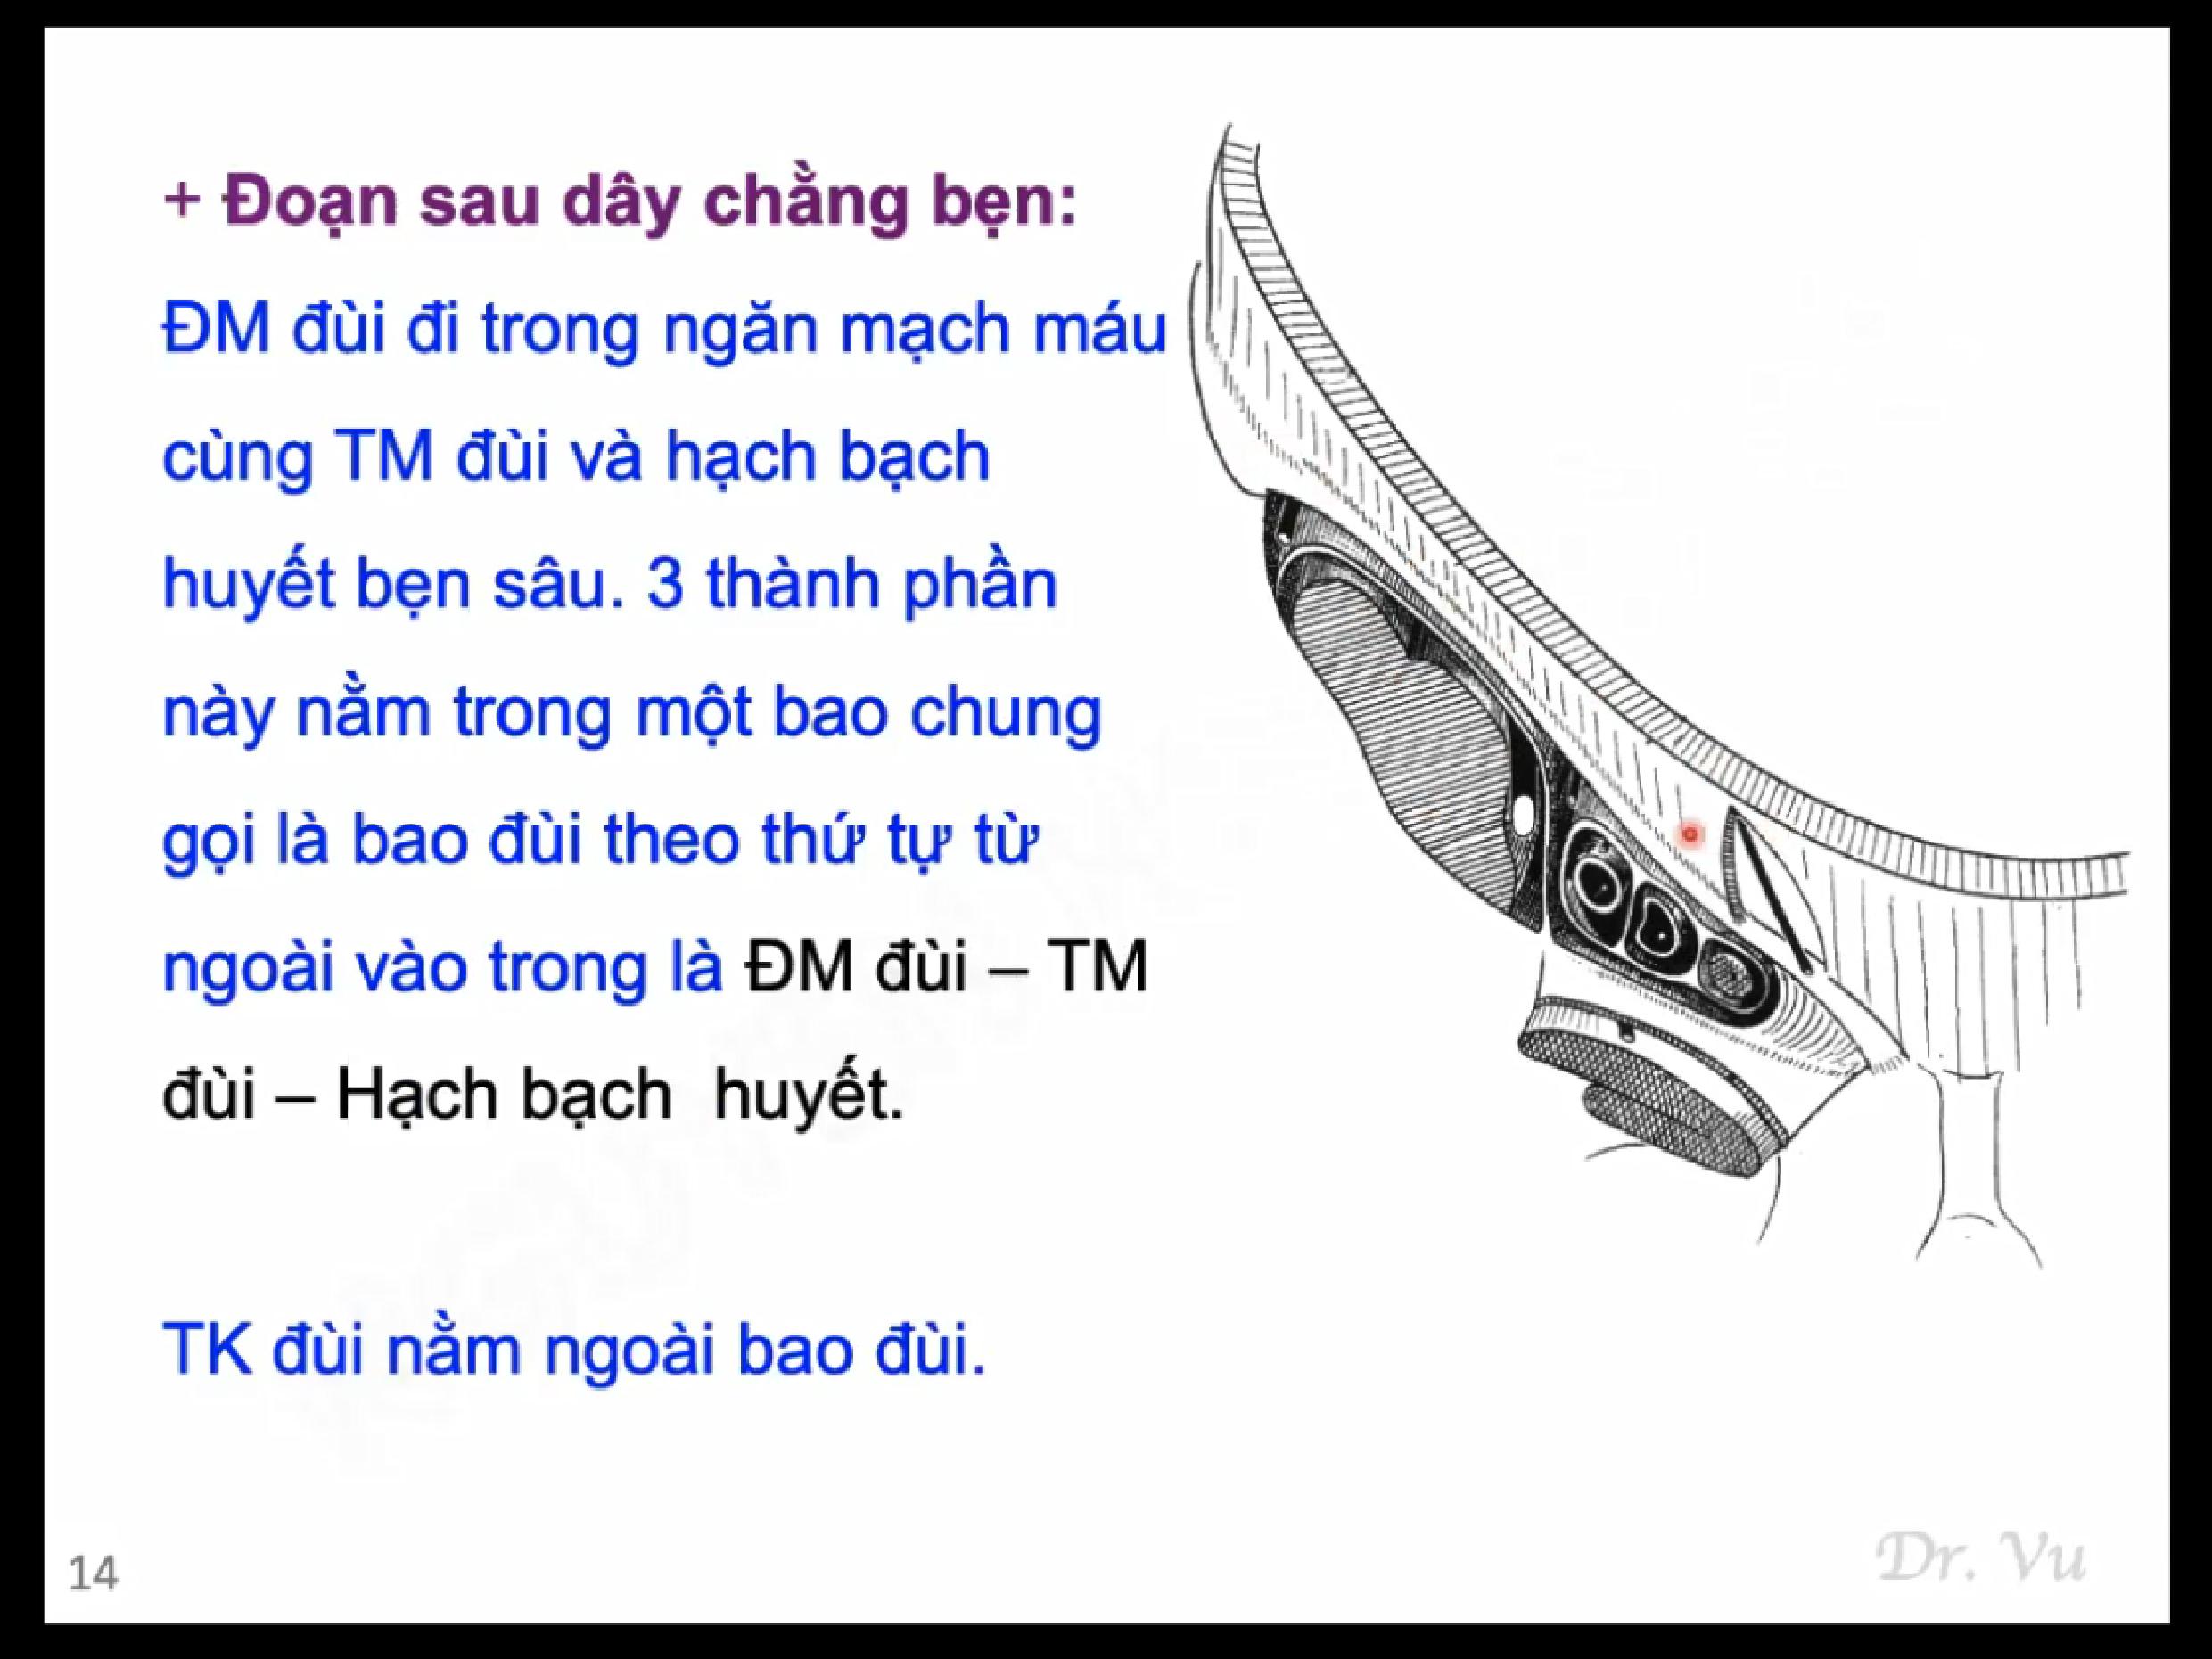 + Đoạn sau dây chằng bẹn:
ĐM đùi đi trong ngăn mạch máu
cùng TM đùi và hạch bạch
huyết bẹn sâu. 3 thành phần
này nằm trong một bao chung
gọi là bao đùi theo thứ tự từ
ngoài vào trong là ĐM đùi – TM
đùi – Hạch bạch huyết.
TK đùi nằm ngoài bao đùi.
14
Dr. Vu